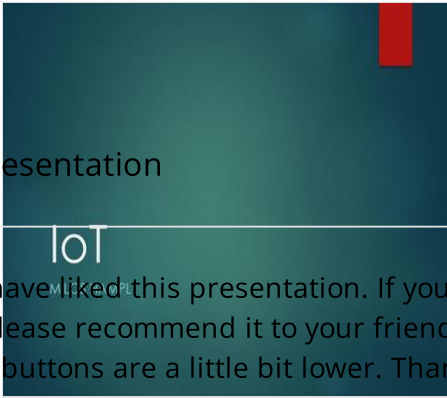 esentation
IoT
have liked this presentation. If you
lease recommend it to your friend
buttons are a little bit lower. Than